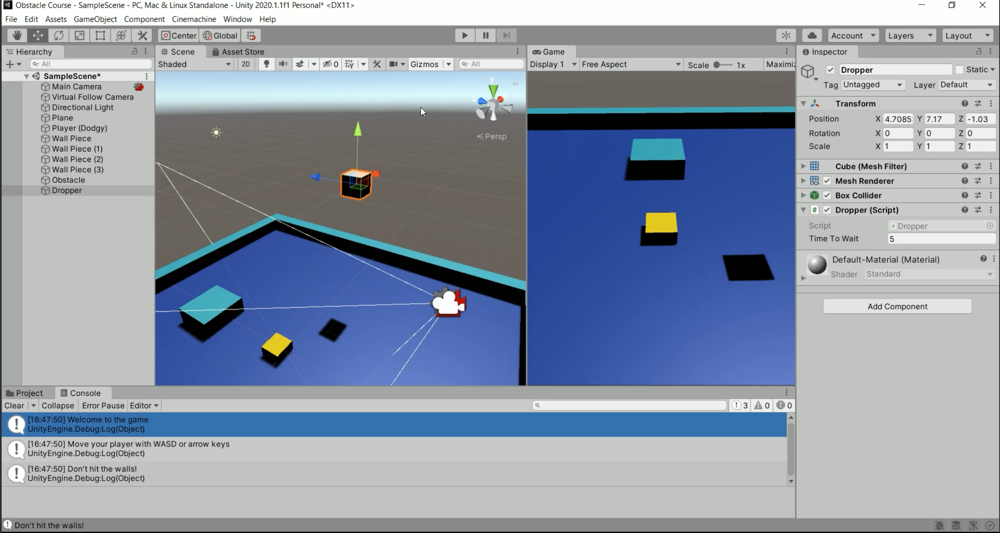 Obstacle Course - SampleScene - PC, Mac & Linux Standalone - Unity 2020.1.1f1 Personal* <DX11>
File Edit Assets GameObject Component Cinemachine Window Help
Center Global Account Layers Layout
Hierarchy
All
SampleScene*
Main Camera
Virtual Follow Camera
Directional Light
Plane
Player (Dodgy)
Wall Piece
Wall Piece (1)
Wall Piece (2)
Wall Piece (3)
Obstacle
Dropper
Scene Asset Store
Shaded 2D 0 Gizmos All
y
z
Persp
Game
Display 1 Free Aspect Scale 1x Maximi
Inspector
Dropper Static
Tag Untagged Layer Default
Transform
Position X 4.7085 Y 7.17 Z -1.03
Rotation X 0 Y 0 Z 0
Scale X 1 Y 1 Z 1
Cube (Mesh Filter)
Mesh Renderer
Box Collider
# Dropper (Script)
Script # Dropper
Time To Wait 5
Default-Material (Material)
Shader Standard
Add Component
Project Console
Clear Collapse Error Pause Editor 3 0 0
[16:47:50] Welcome to the game
UnityEngine.Debug:Log(Object)
[16:47:50] Move your player with WASD or arrow keys
UnityEngine.Debug:Log(Object)
[16:47:50] Don't hit the walls!
UnityEngine.Debug:Log(Object)
Don't hit the walls!